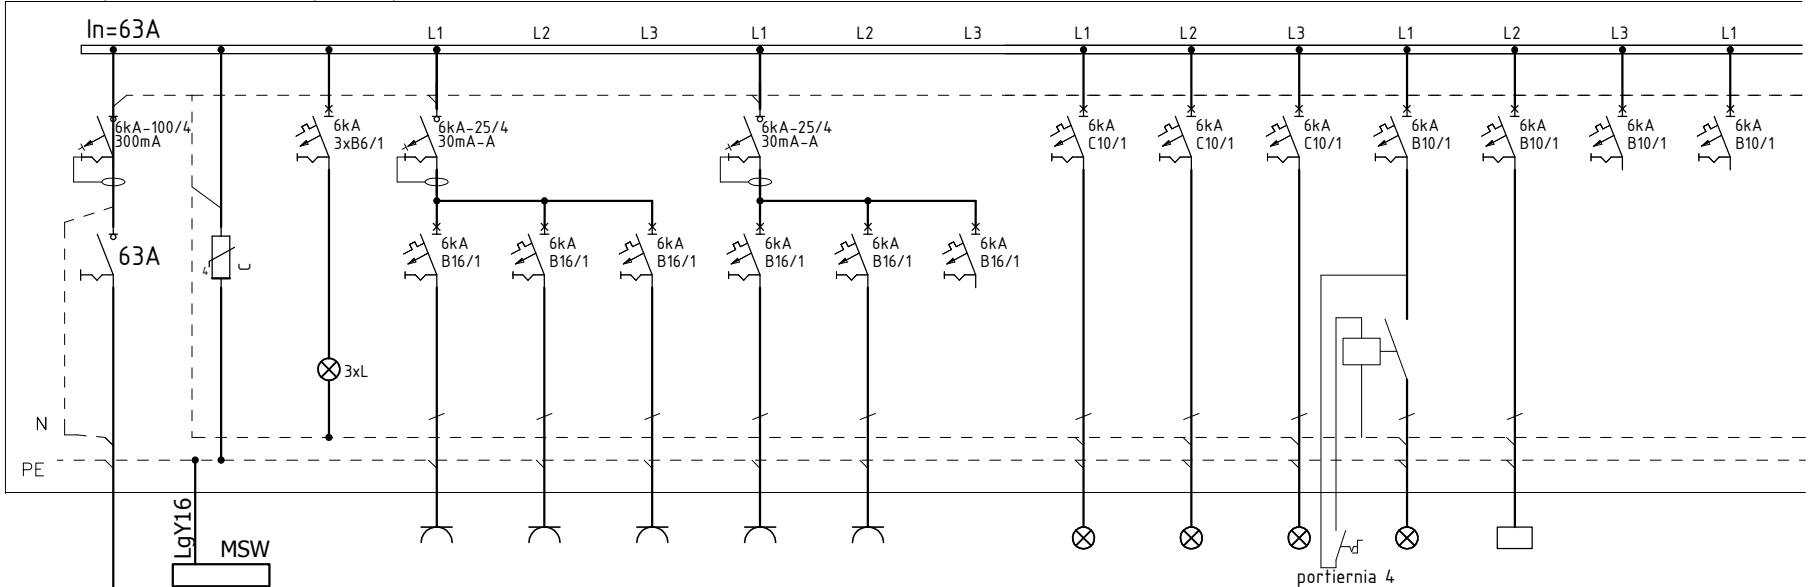 In=63A
L1
L2
L3
L1
L2
L3
L1
L2
L3
L1
L2
L3
L1
6kA-100/4
300mA
6kA
3xB6/1
6kA-25/4
30mA-A
6kA-25/4
30mA-A
6kA
C10/1
6kA
C10/1
6kA
C10/1
6kA
B10/1
6kA
B10/1
6kA
B10/1
6kA
B10/1
63A
4
C
6kA
B16/1
6kA
B16/1
6kA
B16/1
6kA
B16/1
6kA
B16/1
6kA
B16/1
3xL
N
PE
LgY16
MSW
portiernia 4